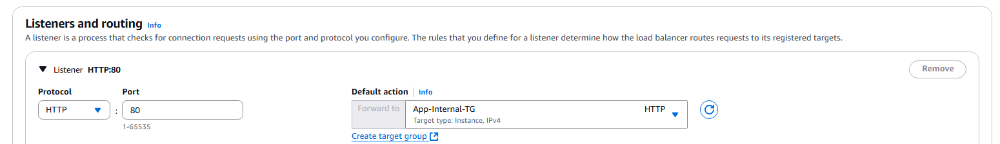 Listeners and routing Info
A listener is a process that checks for connection requests using the port and protocol you configure. The rules that you define for a listener determine how the load balancer routes requests to its registered targets.
Listener HTTP:80 Remove
Protocol Port Default action Info
HTTP : 80 Forward to App-Internal-TG HTTP
Target type: Instance, IPv4
1-65535
Create target group